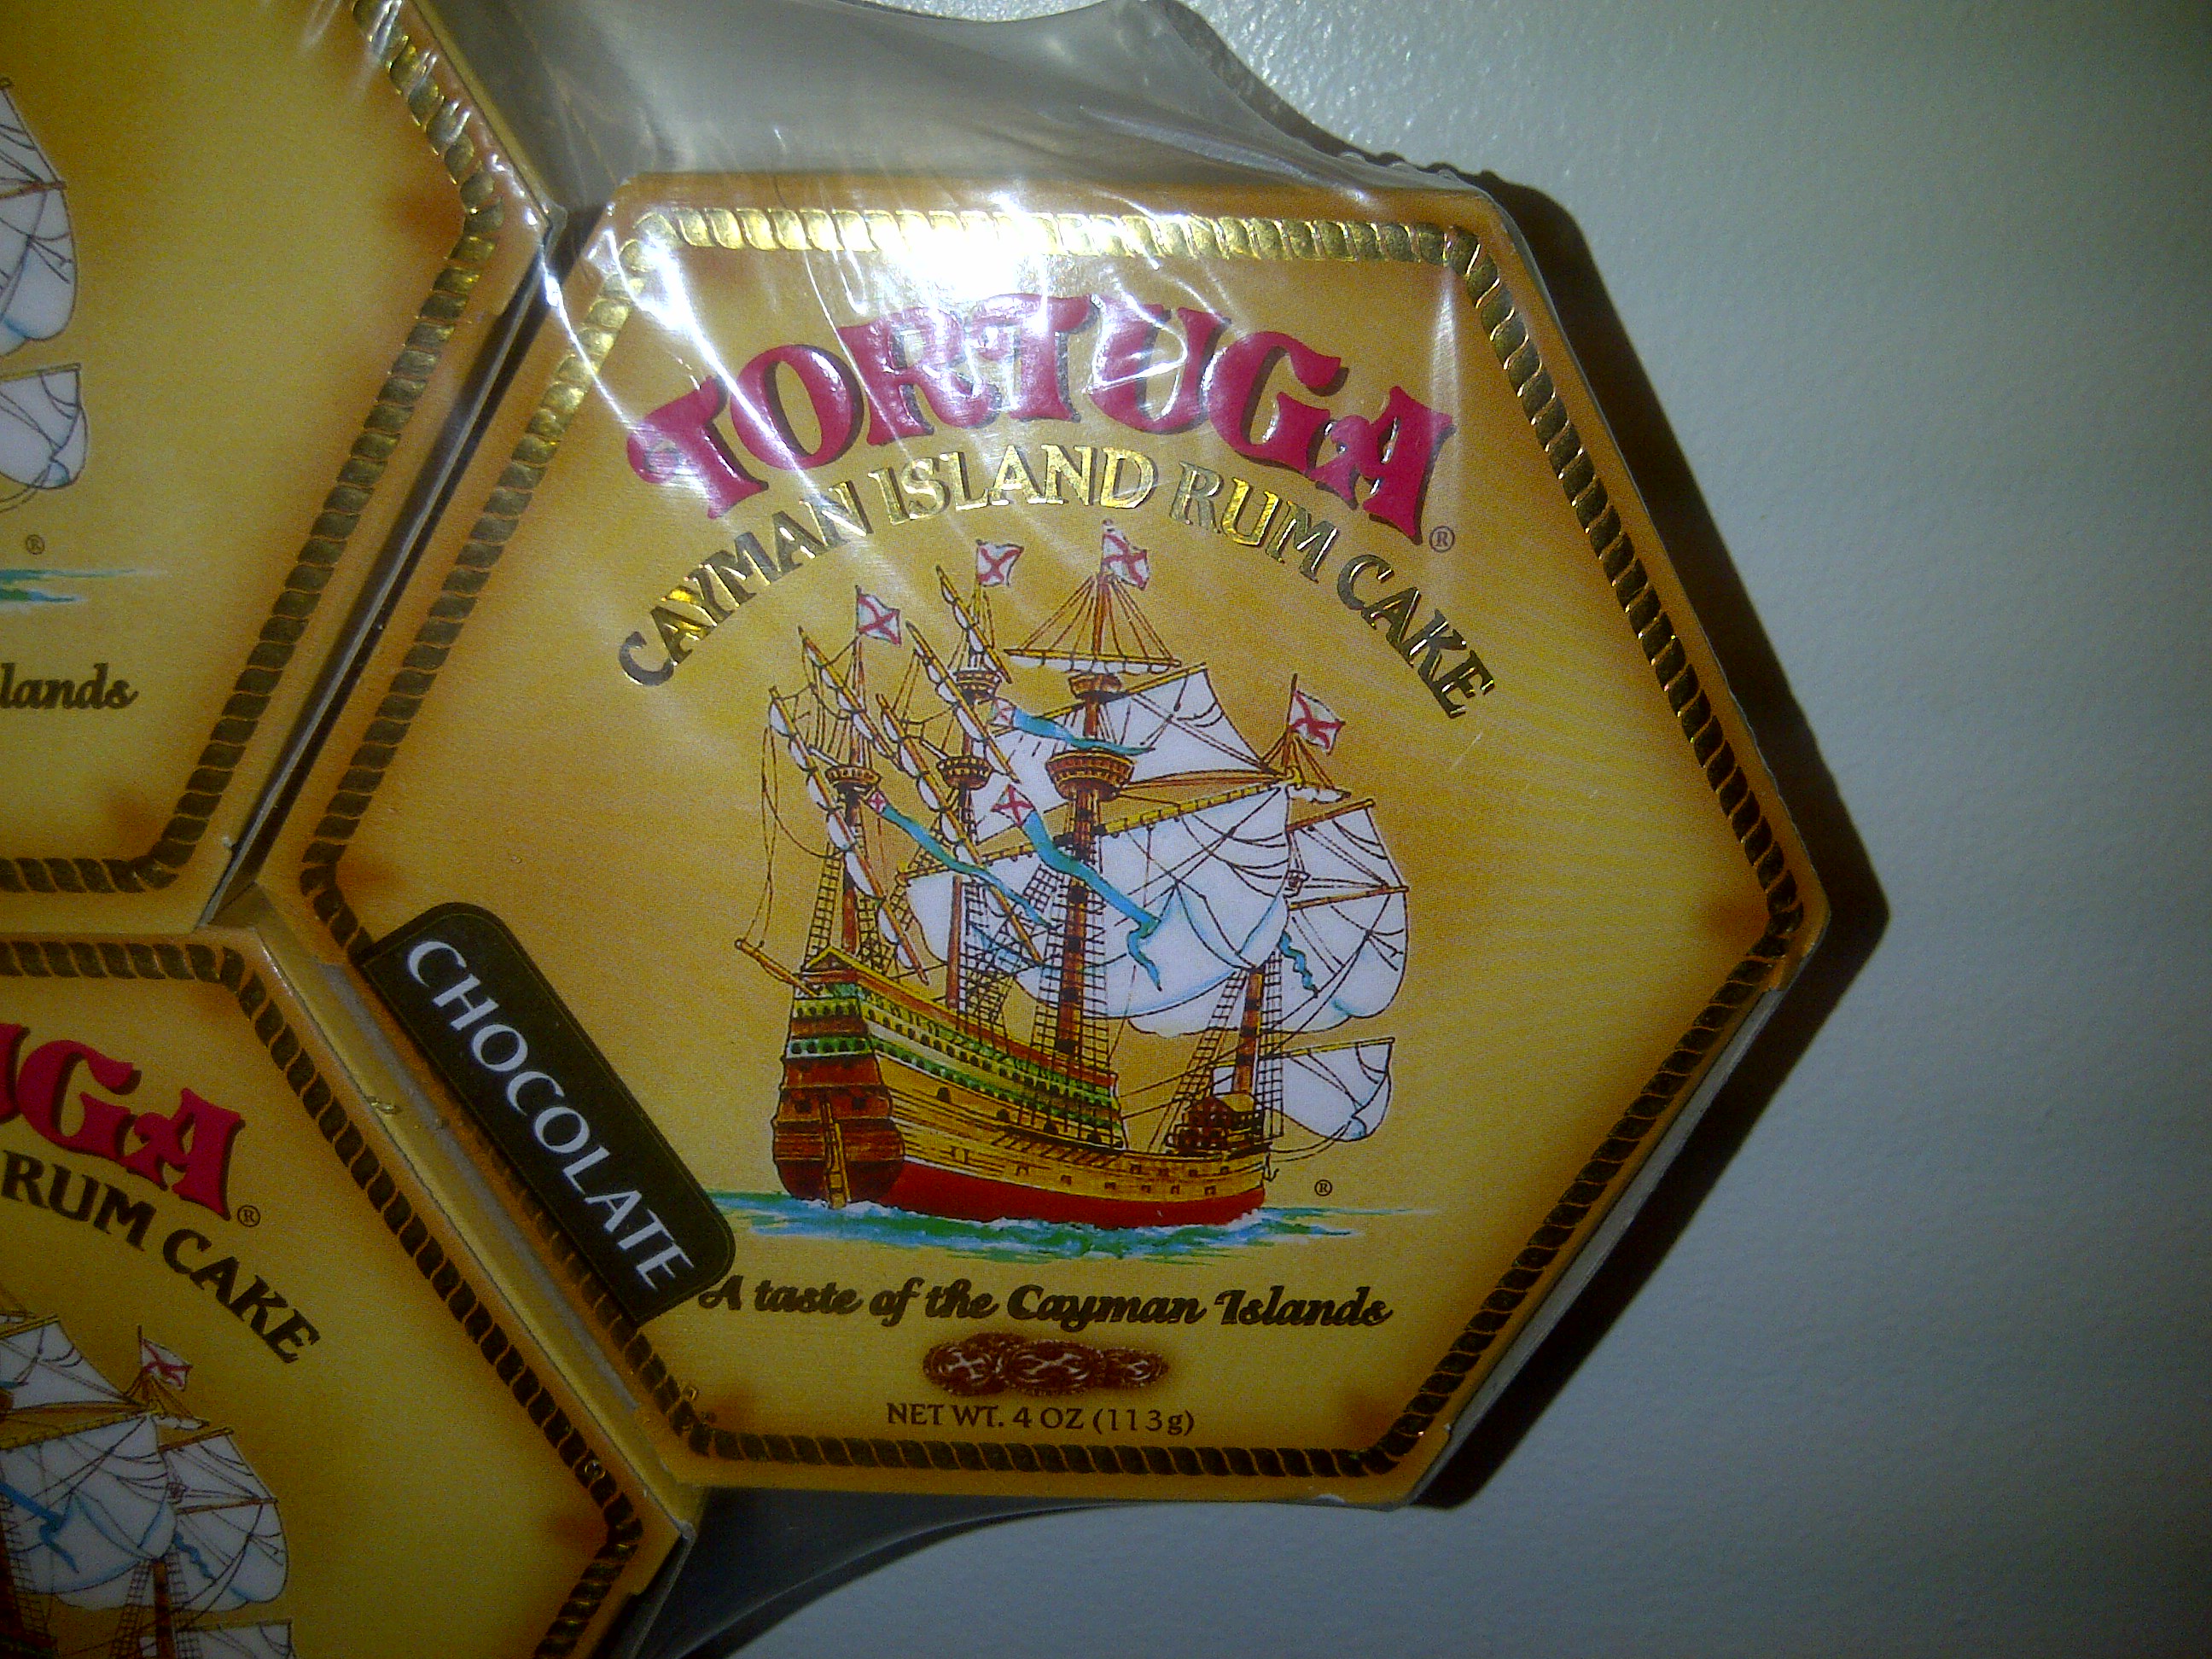 TORTUGA®
CAYMAN ISLAND RUM CAKE
®
CHOCOLATE
A taste of the Cayman Islands
NET WT. 4 OZ (113g)
®
lands
UGA®
RUM CAKE